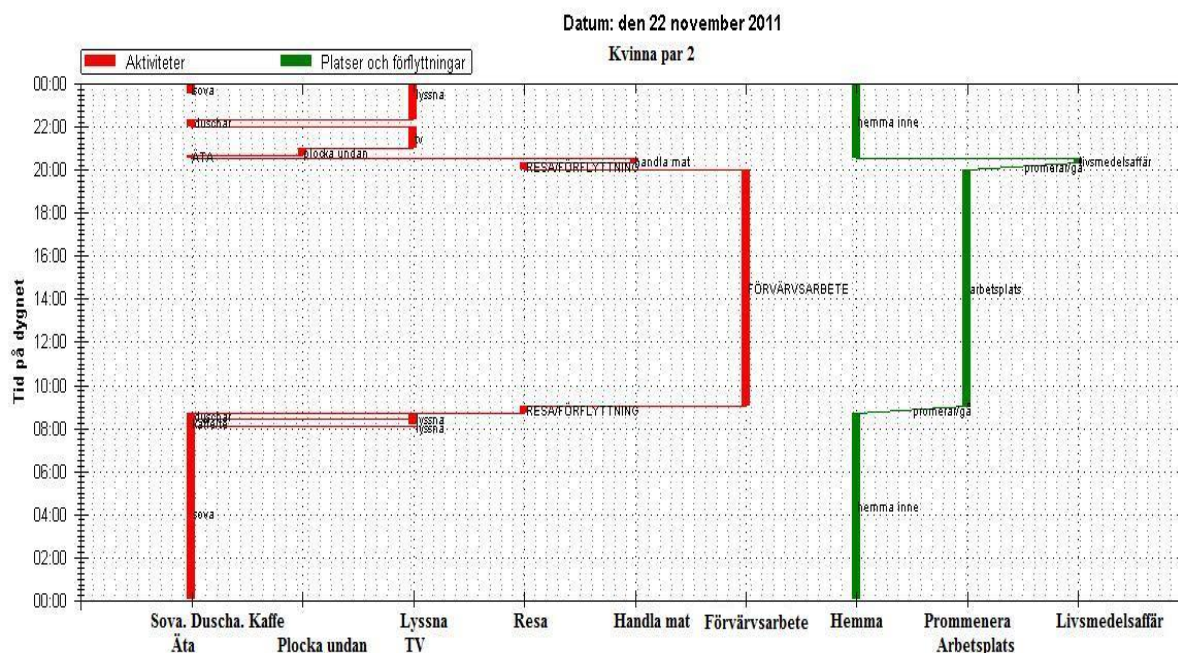 Datum: den 22 november 2011
Kvinna par 2
Aktiviteter
Platser och förflyttningar
Tid på dygnet
00:00
22:00
20:00
18:00
16:00
14:00
12:00
10:00
08:00
06:00
04:00
02:00
00:00
sova
lyssna
duschar
hemma inne
tv
plocka undan
ÄTA
handla mat
livsmedelsaffär
RESA/FÖRFLYTTNING
promerar/gå
FÖRVÄRVSARBETE
arbetsplats
RESA/FÖRFLYTTNING
promerar/gå
duschar
lyssna
lyssna
sova
hemma inne
Sova. Duscha. Kaffe
Äta
Plocka undan
Lyssna
TV
Resa
Handla mat
Förvärvsarbete
Hemma
Prommenera
Arbetsplats
Livsmedelsaffär